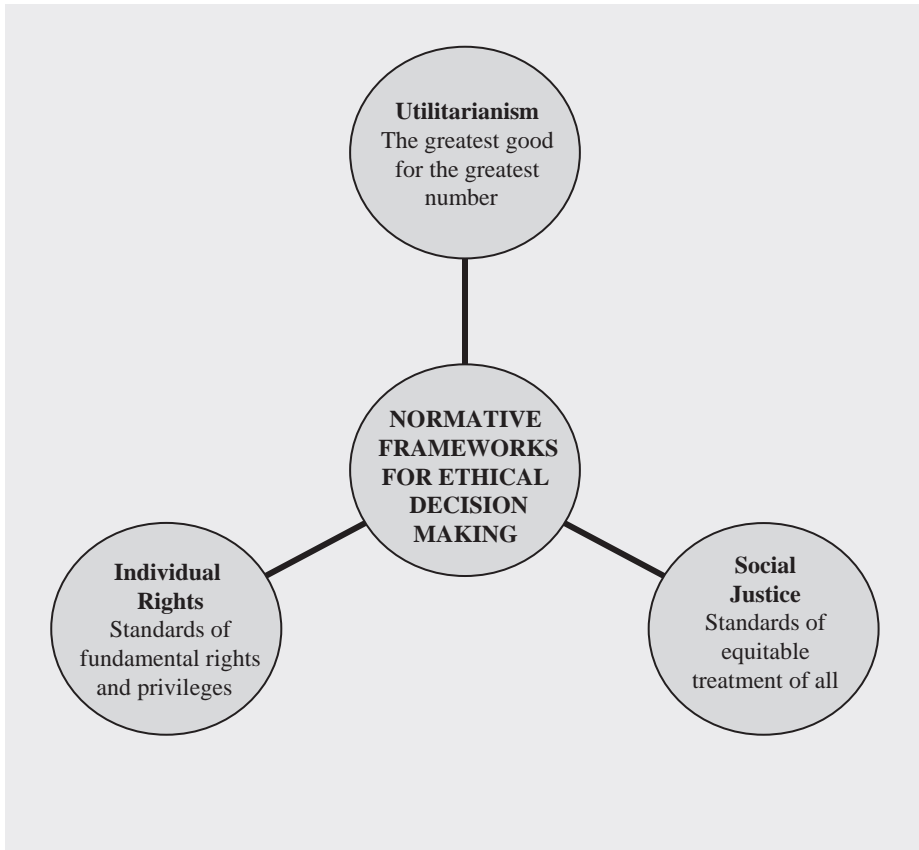 Utilitarianism
The greatest good
for the greatest
number
NORMATIVE
FRAMEWORKS
FOR ETHICAL
DECISION
MAKING
Individual
Rights
Standards of
fundamental rights
and privileges
Social
Justice
Standards of
equitable
treatment of all